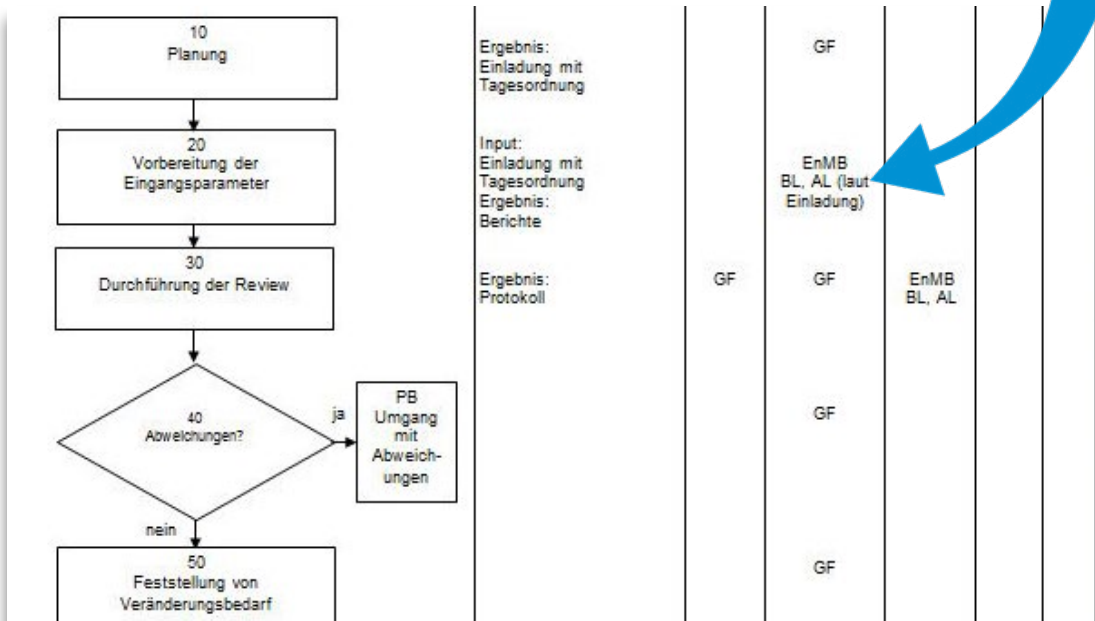 10
Planung
Ergebnis:
Einladung mit
Tagesordnung
GF
20
Vorbereitung der
Eingangsparameter
Input:
Einladung mit
Tagesordnung
Ergebnis:
Berichte
EnMB
BL, AL (laut
Einladung)
30
Durchführung der Review
Ergebnis:
Protokoll
GF
GF
EnMB
BL, AL
40
Abweichungen?
ja
PB
Umgang
mit
Abweich-
ungen
GF
nein
50
Feststellung von
Veränderungsbedarf
GF